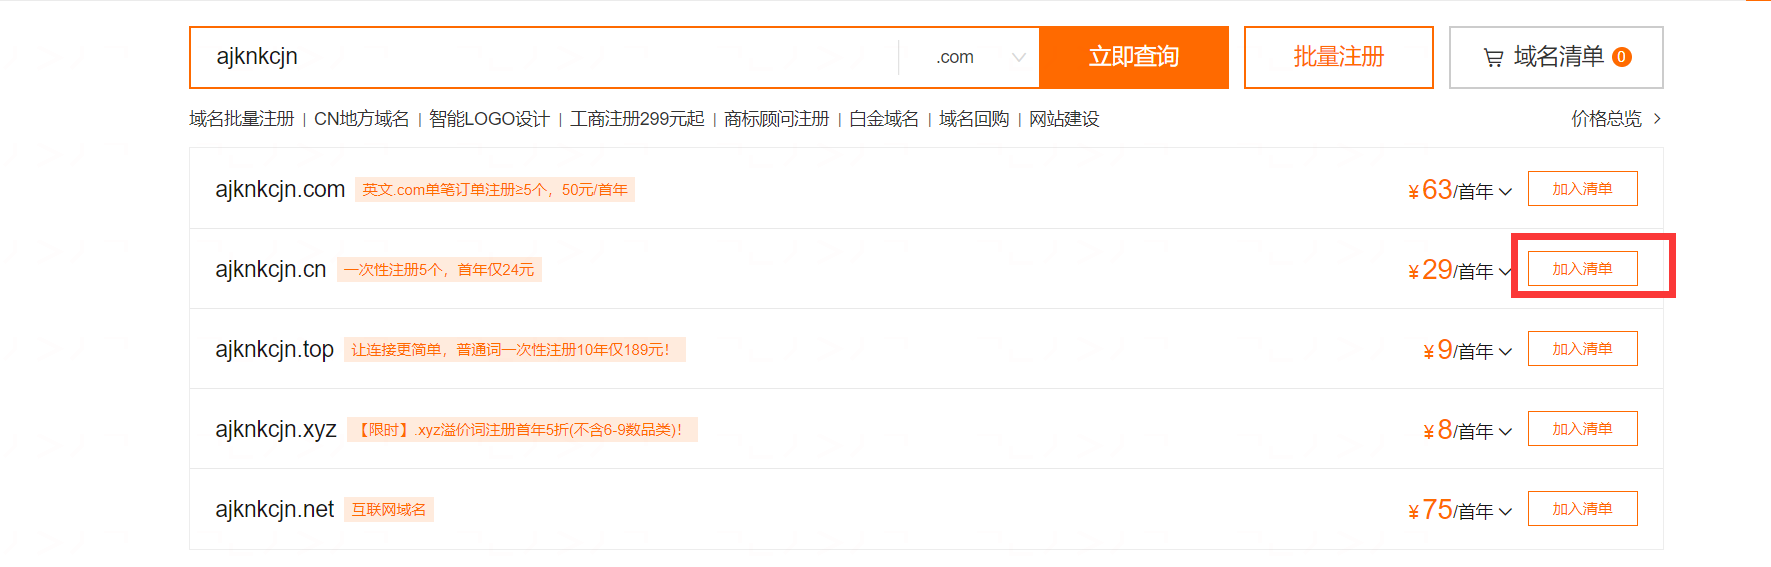 ajknkcjn .com 立即查询 批量注册 域名清单 0
域名批量注册 | CN地方域名 | 智能LOGO设计 | 工商注册299元起 | 商标顾问注册 | 白金域名 | 域名回购 | 网站建设 价格总览
ajknkcjn.com 英文.com单笔订单注册≥5个，50元/首年 ¥63/首年 加入清单
ajknkcjn.cn 一次性注册5个，首年仅24元 ¥29/首年 加入清单
ajknkcjn.top 让连接更简单，普通词一次性注册10年仅189元！ ¥9/首年 加入清单
ajknkcjn.xyz 【限时】.xyz溢价词注册首年5折(不含6-9数品类)！ ¥8/首年 加入清单
ajknkcjn.net 互联网域名 ¥75/首年 加入清单